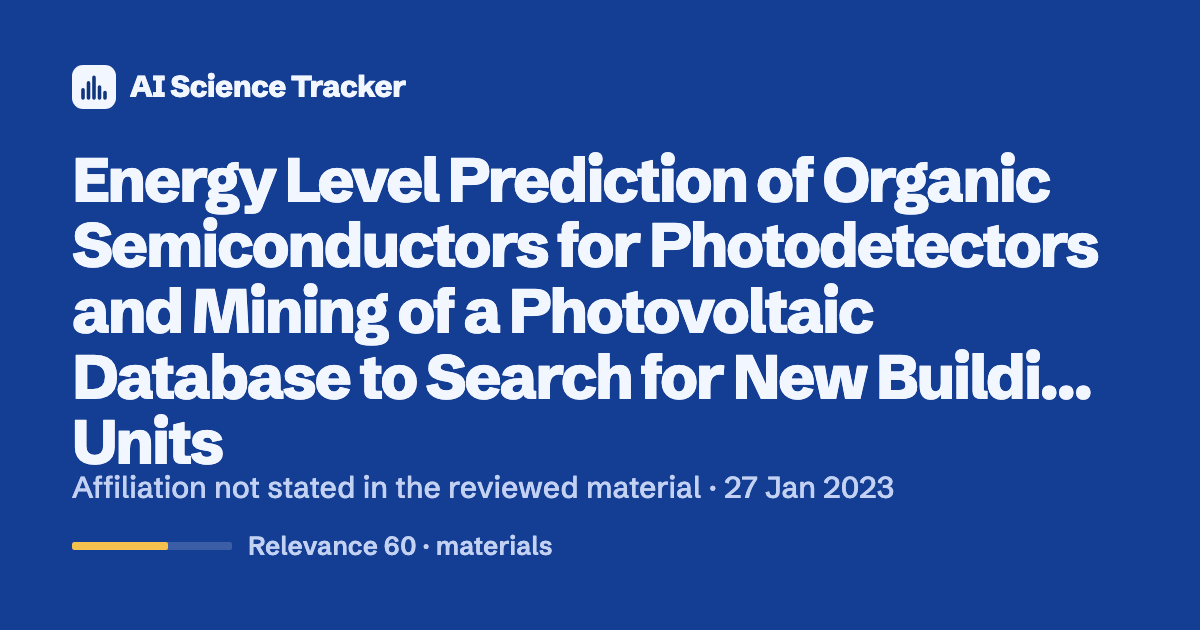 AI Science Tracker
Energy Level Prediction of Organic
Semiconductors for Photodetectors
and Mining of a Photovoltaic
Database to Search for New Buildi...
Units
Affiliation not stated in the reviewed material · 27 Jan 2023
Relevance 60 · materials